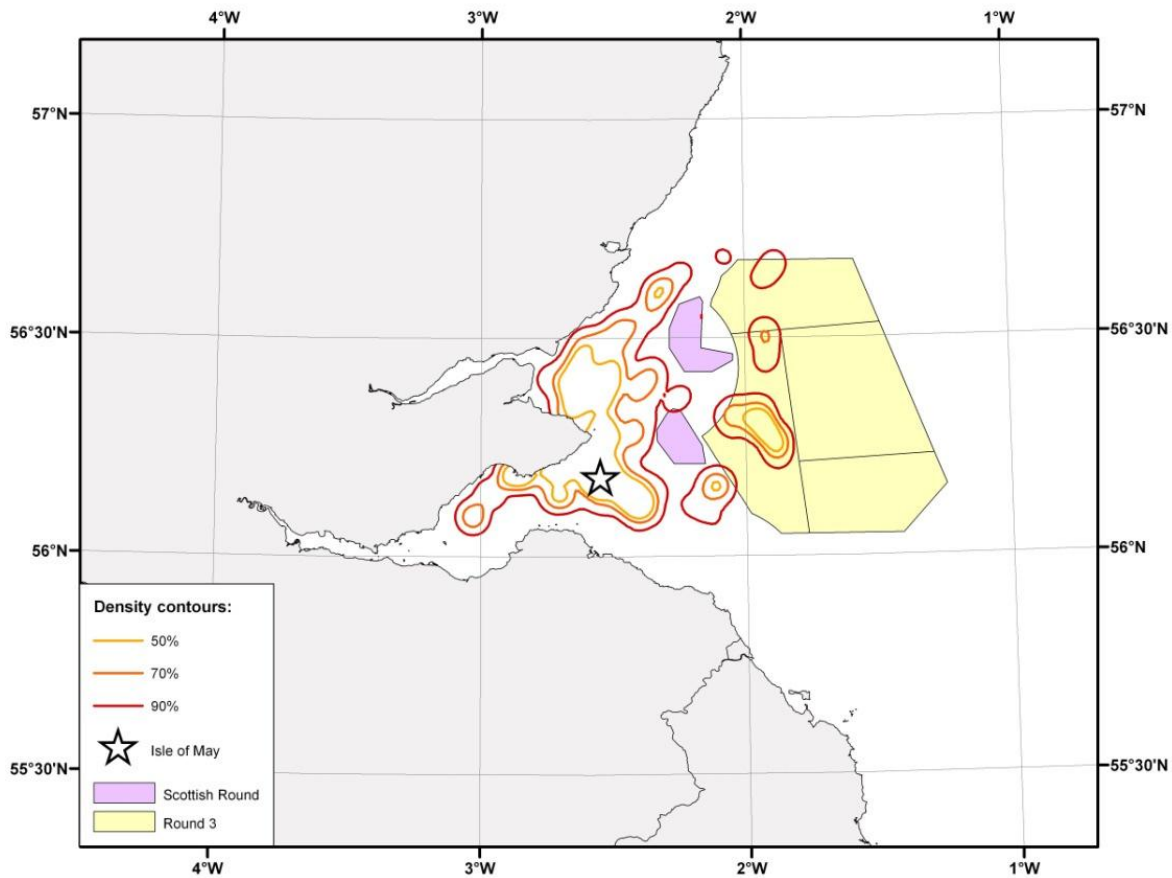 4°W 3°W 2°W 1°W
57°N 57°N
56°30'N 56°30'N
56°N 56°N
Density contours:
50%
70%
90%
Isle of May
55°30'N 55°30'N
Scottish Round
Round 3
4°W 3°W 2°W 1°W